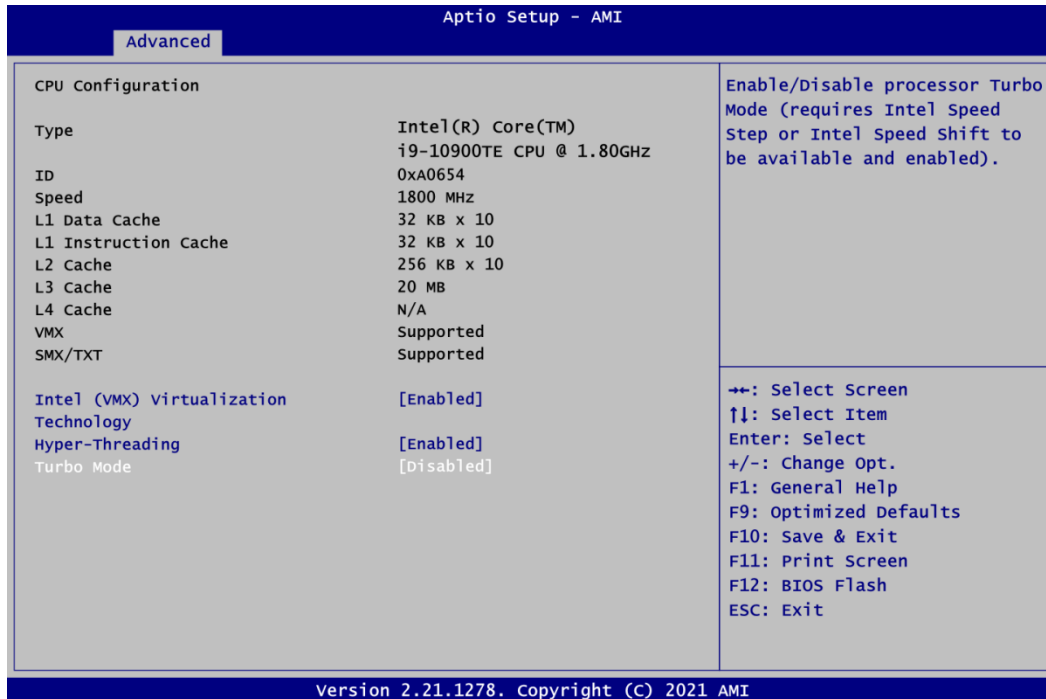 Aptio Setup - AMI
Advanced
CPU Configuration
Type Intel(R) Core(TM)
i9-10900TE CPU @ 1.80GHz
ID 0xA0654
Speed 1800 MHz
L1 Data Cache 32 KB x 10
L1 Instruction Cache 32 KB x 10
L2 Cache 256 KB x 10
L3 Cache 20 MB
L4 Cache N/A
VMX Supported
SMX/TXT Supported
Intel (VMX) Virtualization [Enabled]
Technology
Hyper-Threading [Enabled]
Turbo Mode [Disabled]
Enable/Disable processor Turbo
Mode (requires Intel Speed
Step or Intel Speed Shift to
be available and enabled).
→←: Select Screen
↑↓: Select Item
Enter: Select
+/-: Change Opt.
F1: General Help
F9: Optimized Defaults
F10: Save & Exit
F11: Print Screen
F12: BIOS Flash
ESC: Exit
Version 2.21.1278. Copyright (C) 2021 AMI